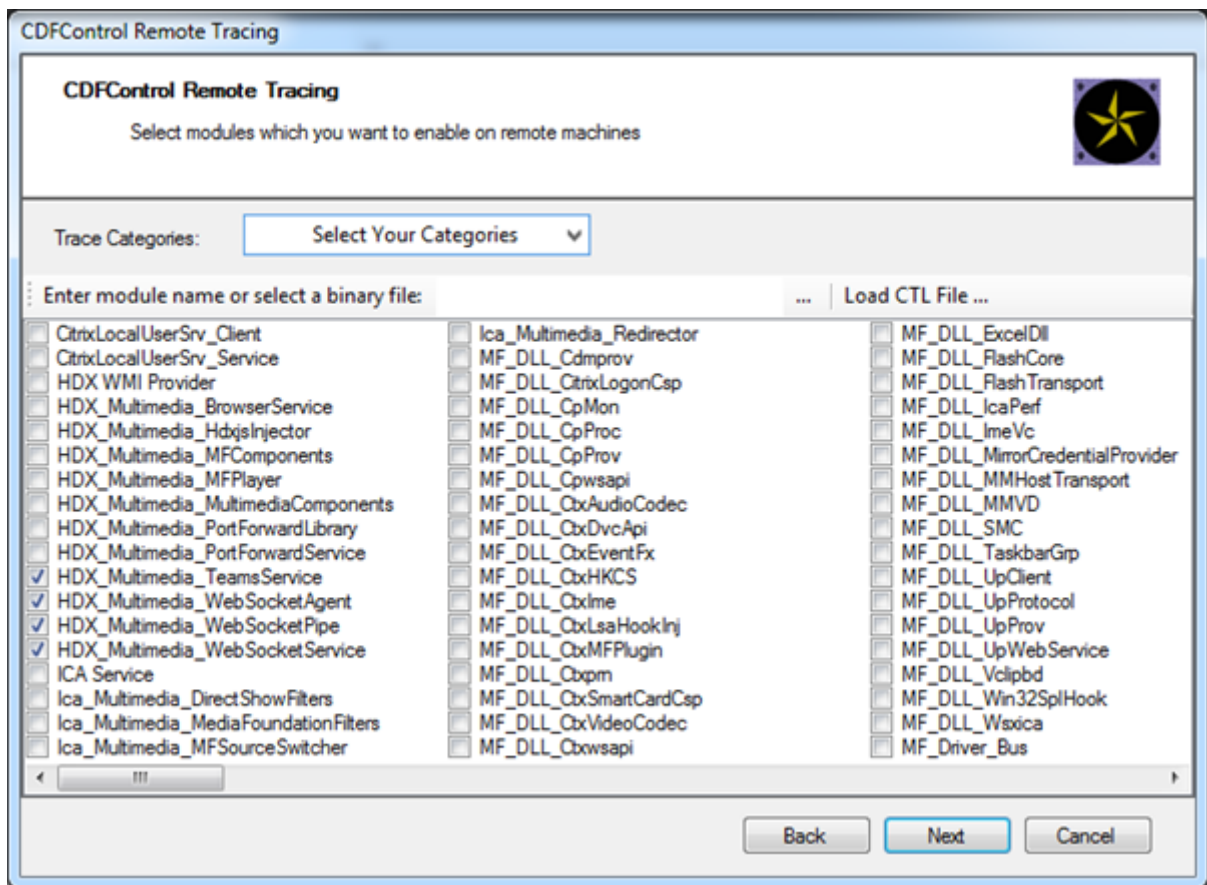 CDFControl Remote Tracing
CDFControl Remote Tracing
Select modules which you want to enable on remote machines
Trace Categories:
Select Your Categories
Enter module name or select a binary file:
...
Load CTL File ...
CitrixLocalUserSrv_Client
CitrixLocalUserSrv_Service
HDX WMI Provider
HDX_Multimedia_BrowserService
HDX_Multimedia_HdxjsInjector
HDX_Multimedia_MFComponents
HDX_Multimedia_MFPlayer
HDX_Multimedia_MultimediaComponents
HDX_Multimedia_PortForwardLibrary
HDX_Multimedia_PortForwardService
HDX_Multimedia_TeamsService
HDX_Multimedia_WebSocketAgent
HDX_Multimedia_WebSocketPipe
HDX_Multimedia_WebSocketService
ICA Service
Ica_Multimedia_DirectShowFilters
Ica_Multimedia_MediaFoundationFilters
Ica_Multimedia_MFSourceSwitcher
Ica_Multimedia_Redirector
MF_DLL_Cdmprov
MF_DLL_CitrixLogonCsp
MF_DLL_CpMon
MF_DLL_CpProc
MF_DLL_CpProv
MF_DLL_Cpwsapi
MF_DLL_CtxAudioCodec
MF_DLL_CtxDvcApi
MF_DLL_CtxEventFx
MF_DLL_CtxHKCS
MF_DLL_CtxIme
MF_DLL_CtxLsaHookInj
MF_DLL_CtxMFPlugin
MF_DLL_Ctxprn
MF_DLL_CtxSmartCardCsp
MF_DLL_CtxVideoCodec
MF_DLL_Ctxwsapi
MF_DLL_ExcelDll
MF_DLL_FlashCore
MF_DLL_FlashTransport
MF_DLL_IcaPerf
MF_DLL_ImeVc
MF_DLL_MirrorCredentialProvider
MF_DLL_MMHostTransport
MF_DLL_MMVD
MF_DLL_SMC
MF_DLL_TaskbarGrp
MF_DLL_UpClient
MF_DLL_UpProtocol
MF_DLL_UpProv
MF_DLL_UpWebService
MF_DLL_Vclipbd
MF_DLL_Win32SplHook
MF_DLL_Wsxica
MF_Driver_Bus
Back
Next
Cancel